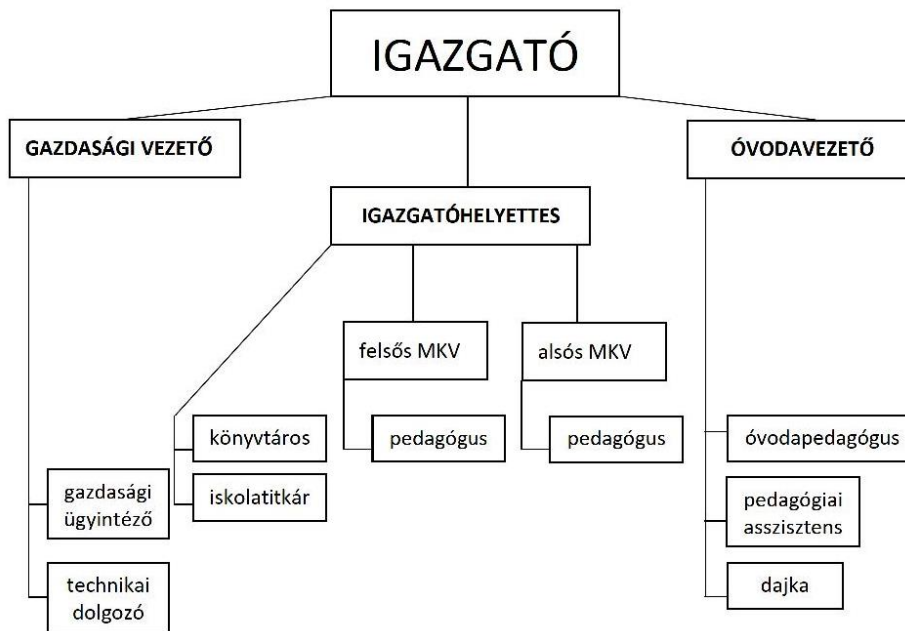 IGAZGATÓ
GAZDASÁGI VEZETŐ
ÓVODAVEZETŐ
IGAZGATÓHELYETTES
felsős MKV
alsós MKV
könyvtáros
pedagógus
pedagógus
óvodapedagógus
gazdasági
ügyintéző
iskolatitkár
pedagógiai
asszisztens
technikai
dolgozó
dajka